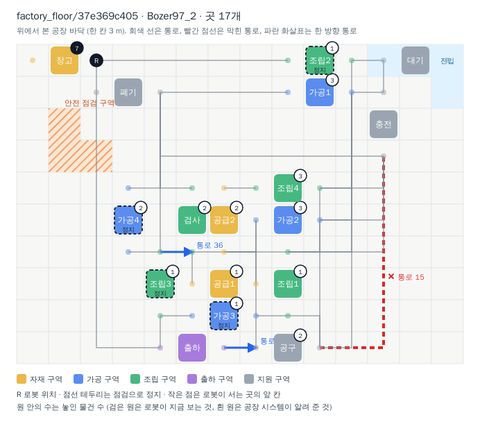 factory_floor/37e369c405 · Bozer97_2 · 곳 17개
위에서 본 공장 바닥 (한 칸 3 m). 회색 선은 통로, 빨간 점선은 막힌 통로, 파란 화살표는 한 방향 통로
7
1
창고
R
조립2
정지
대기
전입
3
폐기
가공1
안전 점검 구역
충전
3
조립4
2
2
2
3
가공4
정지
검사
공급2
가공2
통로 36
1
1
1
통로 15
조립3
정지
공급1
조립1
1
가공3
정지
2
출하
통로
공구
자재 구역
가공 구역
조립 구역
출하 구역
지원 구역
R 로봇 위치 · 점선 테두리는 점검으로 정지 · 작은 점은 로봇이 서는 곳의 앞 칸
원 안의 수는 놓인 물건 수 (검은 원은 로봇이 지금 보는 것, 흰 원은 공장 시스템이 알려 준 것)